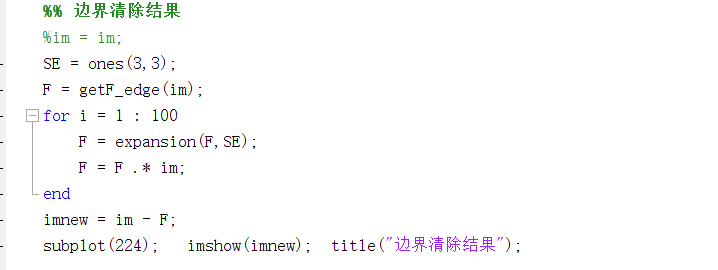 %% 边界清除结果
%im = im;
SE = ones(3,3);
F = getF_edge(im);
for i = 1 : 100
F = expansion(F,SE);
F = F .* im;
end
imnew = im - F;
subplot(224);   imshow(imnew);  title("边界清除结果");